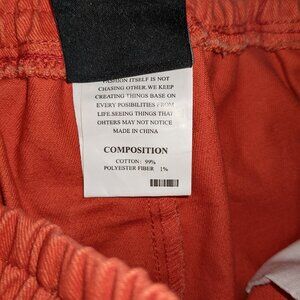 FASHION ITSELF IS NOT
CHASING OTHER. WE KEEP
CREATING THINGS BASE ON
EVERY POSSIBILITIES FROM
LIFE. SEEING THINGS THAT
OHTERS MAY NOT NOTICE
MADE IN CHINA
COMPOSITION
COTTON: 99%
POLYESTER FIBER 1%